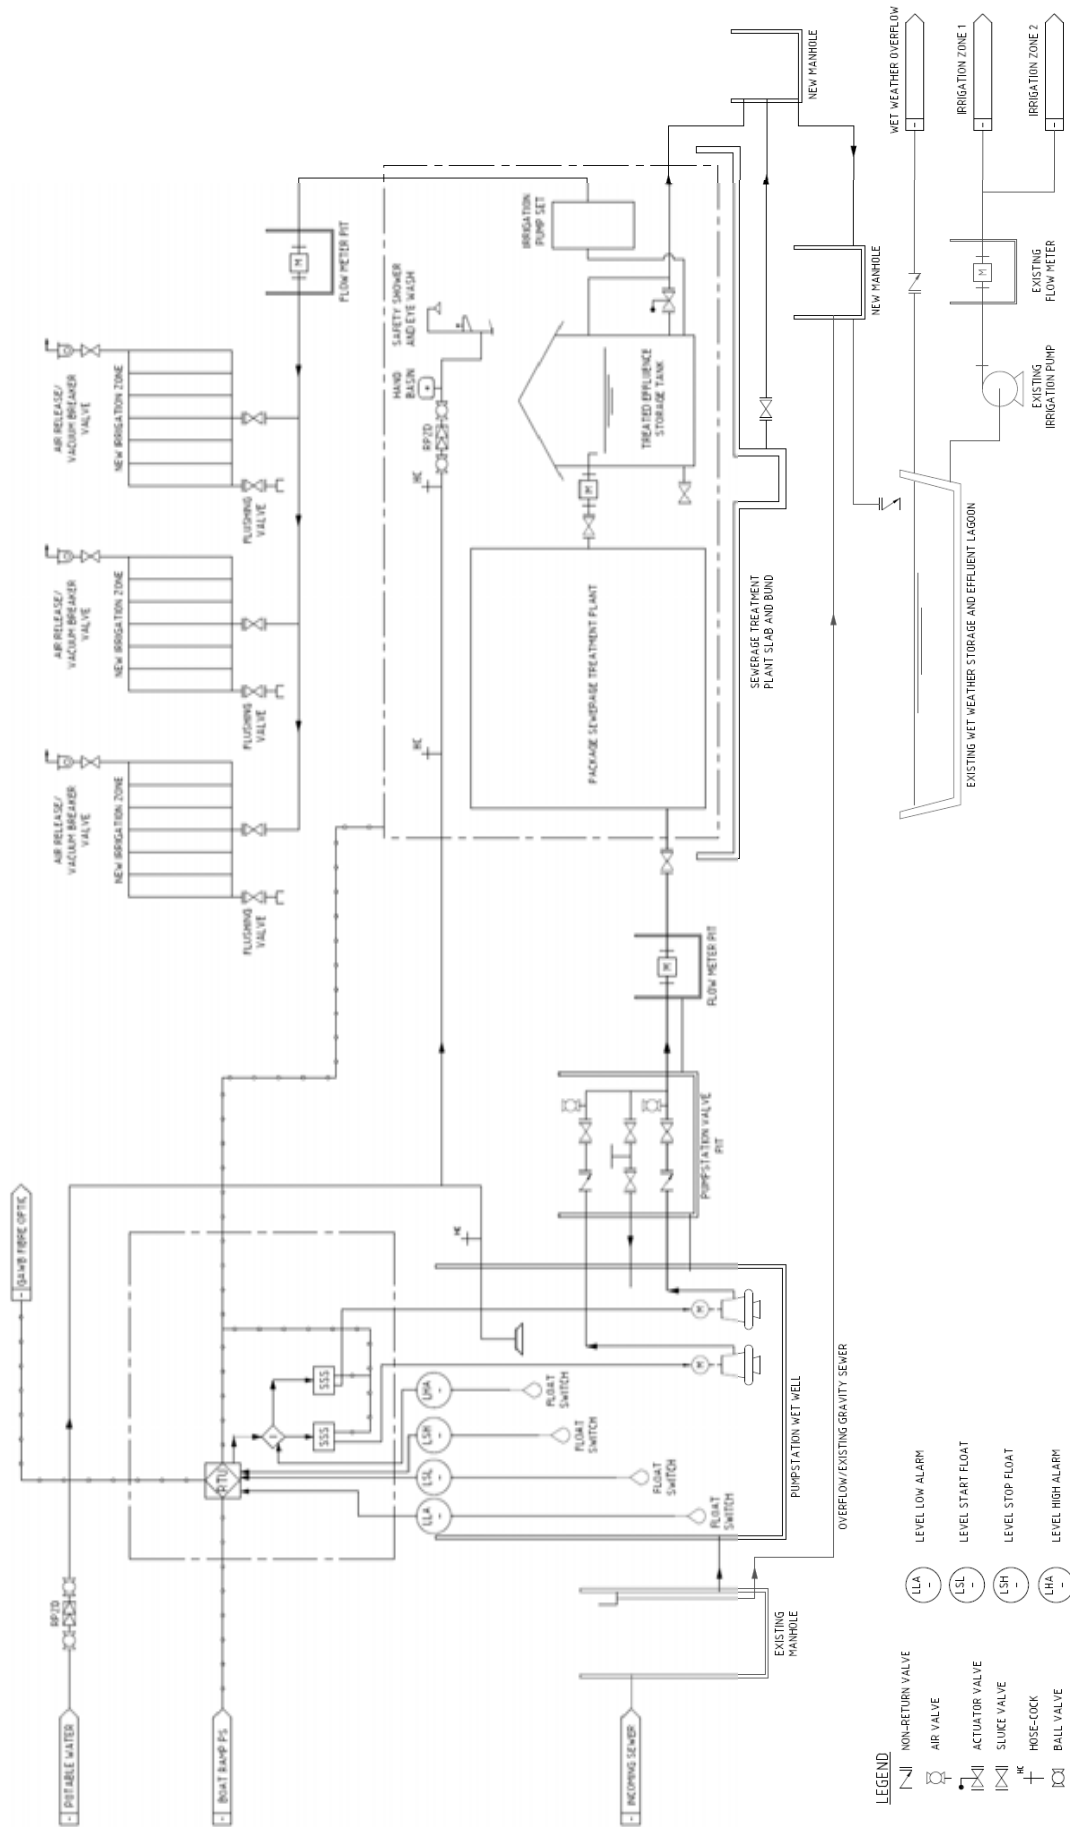 GAWB FIBRE OPTIC
POTABLE WATER
RPZD
BOAT RAMP PS
INCOMING SEWER
AIR RELEASE/
VACUUM BREAKER
VALVE
NEW IRRIGATION ZONE
FLUSHING
VALVE
AIR RELEASE/
VACUUM BREAKER
VALVE
NEW IRRIGATION ZONE
FLUSHING
VALVE
AIR RELEASE/
VACUUM BREAKER
VALVE
NEW IRRIGATION ZONE
FLUSHING
VALVE
M
FLOW METER PIT
RTU
SSS
SSS
LLA
-
LSL
-
LSH
-
LHA
-
FLOAT
SWITCH
FLOAT
SWITCH
FLOAT
SWITCH
FLOAT
SWITCH
HC
M
M
PUMPSTATION WET WELL
EXISTING
MANHOLE
PUMPSTATION VALVE
PIT
M
FLOW METER PIT
HC
HC
RPZD
HAND
BASIN
SAFETY SHOWER
AND EYE WASH
IRRIGATION
PUMP SET
PACKAGE SEWERAGE TREATMENT PLANT
M
TREATED EFFLUENCE
STORAGE TANK
SEWERAGE TREATMENT
PLANT SLAB AND BUND
NEW MANHOLE
NEW MANHOLE
OVERFLOW/EXISTING GRAVITY SEWER
EXISTING WET WEATHER STORAGE AND EFFLUENT LAGOON
EXISTING
IRRIGATION PUMP
M
EXISTING
FLOW METER
WET WEATHER OVERFLOW
IRRIGATION ZONE 1
IRRIGATION ZONE 2
LEGEND
NON-RETURN VALVE
AIR VALVE
ACTUATOR VALVE
SLUICE VALVE
HC
HOSE-COCK
BALL VALVE
LLA
-
LEVEL LOW ALARM
LSL
-
LEVEL START FLOAT
LSH
-
LEVEL STOP FLOAT
LHA
-
LEVEL HIGH ALARM